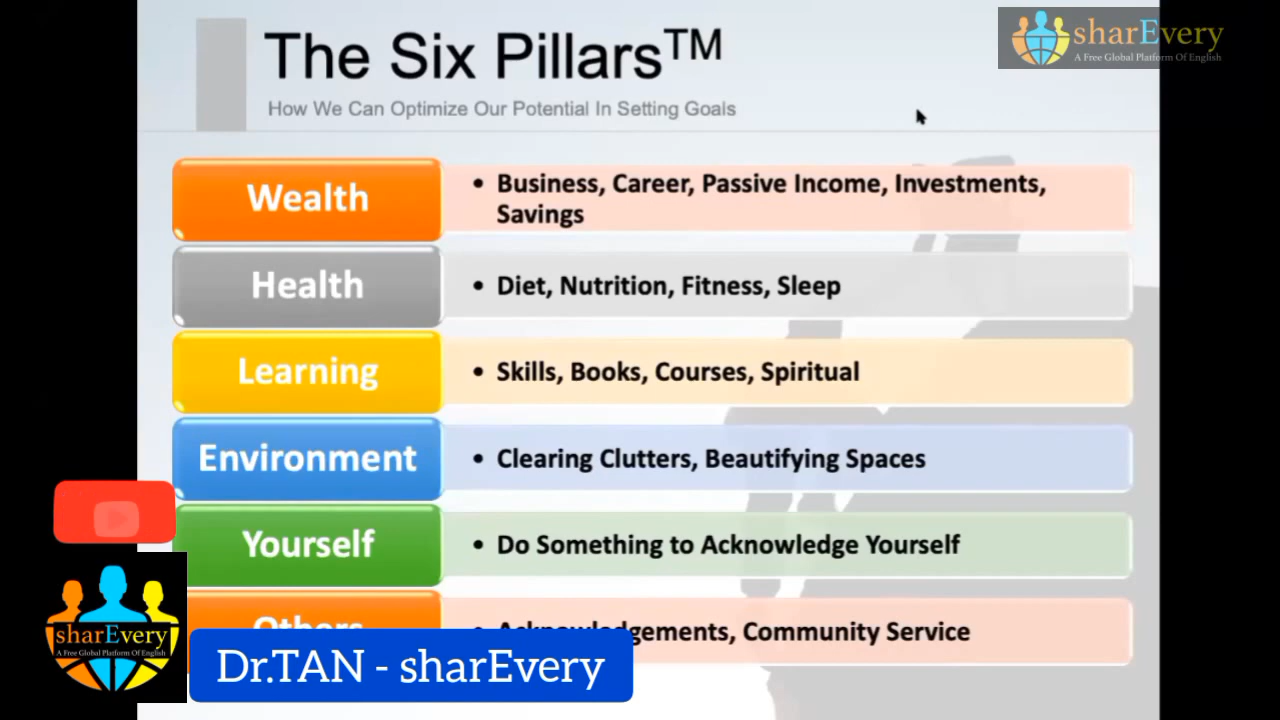 The Six Pillars™
How We Can Optimize Our Potential In Setting Goals
sharEvery
A Free Global Platform Of English
Wealth
• Business, Career, Passive Income, Investments,
Savings
Health
• Diet, Nutrition, Fitness, Sleep
Learning
• Skills, Books, Courses, Spiritual
Environment
• Clearing Clutters, Beautifying Spaces
Yourself
• Do Something to Acknowledge Yourself
Others
• Acknowledgements, Community Service
sharEvery
A Free Global Platform Of English
Dr.TAN - sharEvery